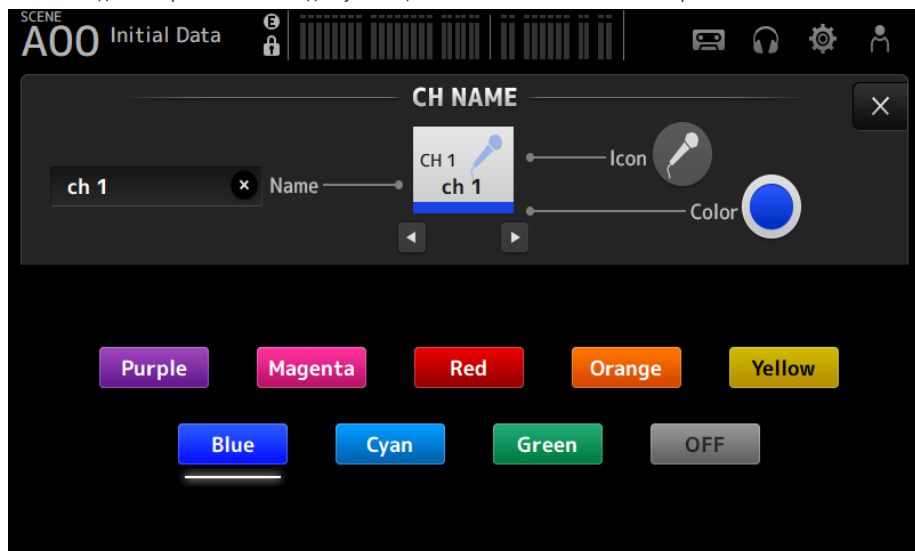 SCENE
A00 Initial Data
E
CH NAME
CH 1
ch 1
ch 1
Name
Icon
Color
Purple
Magenta
Red
Orange
Yellow
Blue
Cyan
Green
OFF